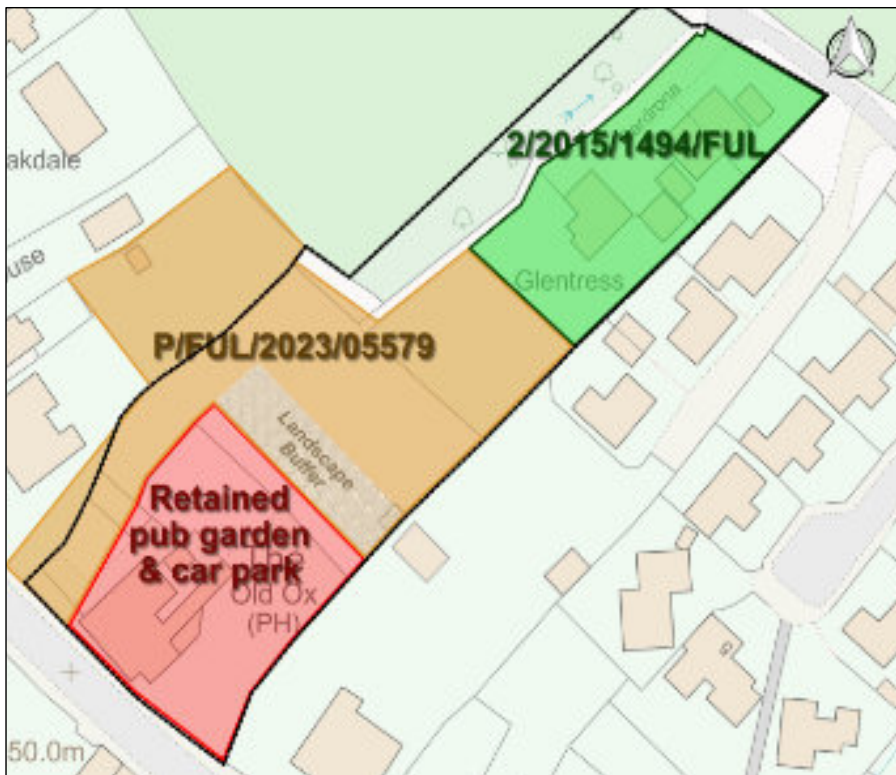 2/2015/1494/FUL
akdale
use
Glentress
P/FUL/2023/05579
Landscape
Buffer
Retained
pub garden
& car park
The
Old Ox
(PH)
50.0m